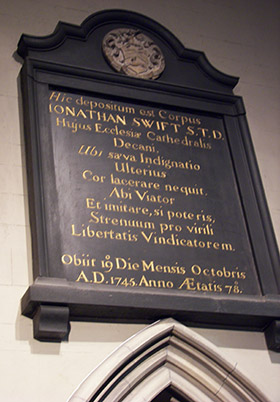 Hic depositum est Corpus
IONATHAN SWIFT S.T.D.
Hujus Ecclesiæ Cathedralis
Decani,
Ubi sæva Indignatio
Ulterius
Cor lacerare nequit.
Abi Viator
Et imitare, si poteris,
Strenuum pro virili
Libertatis Vindicatorem.
Obiit 19º Die Mensis Octobris
A.D. 1745. Anno Ætatis 78.